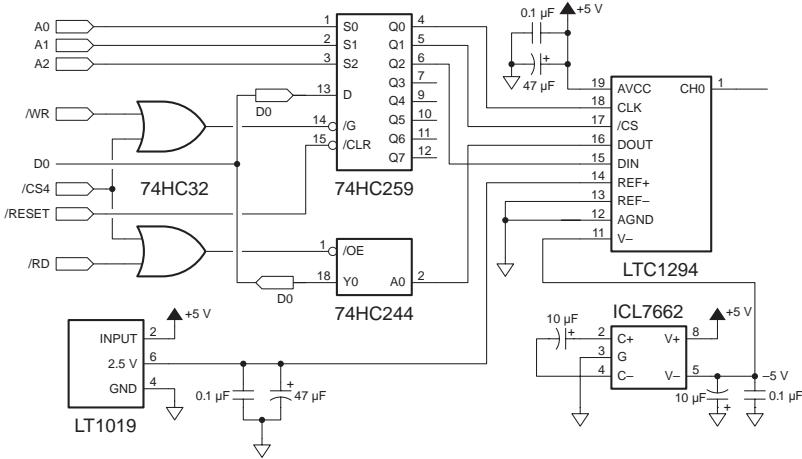 0.1 µF
+5 V
47 µF
A0
A1
A2
1 S0 Q0 4
2 S1 Q1 5
3 S2 Q2 6
Q3 7
13 D Q4 9
D0
Q5 10
14 /G
15 /CLR Q6 11
Q7 12
74HC259
/WR
D0
/CS4
/RESET
/RD
74HC32
19 AVCC CH0 1
18 CLK
17 /CS
16 DOUT
15 DIN
14 REF+
13 REF–
12 AGND
11 V–
LTC1294
1 /OE
18 Y0 A0 2
D0
74HC244
INPUT 2
+5 V
2.5 V 6
GND 4
LT1019
0.1 µF
47 µF
+
ICL7662
10 µF
+
2 C+ V+ 8
+5 V
3 G
4 C– V– 5
–5 V
10 µF
+
0.1 µF